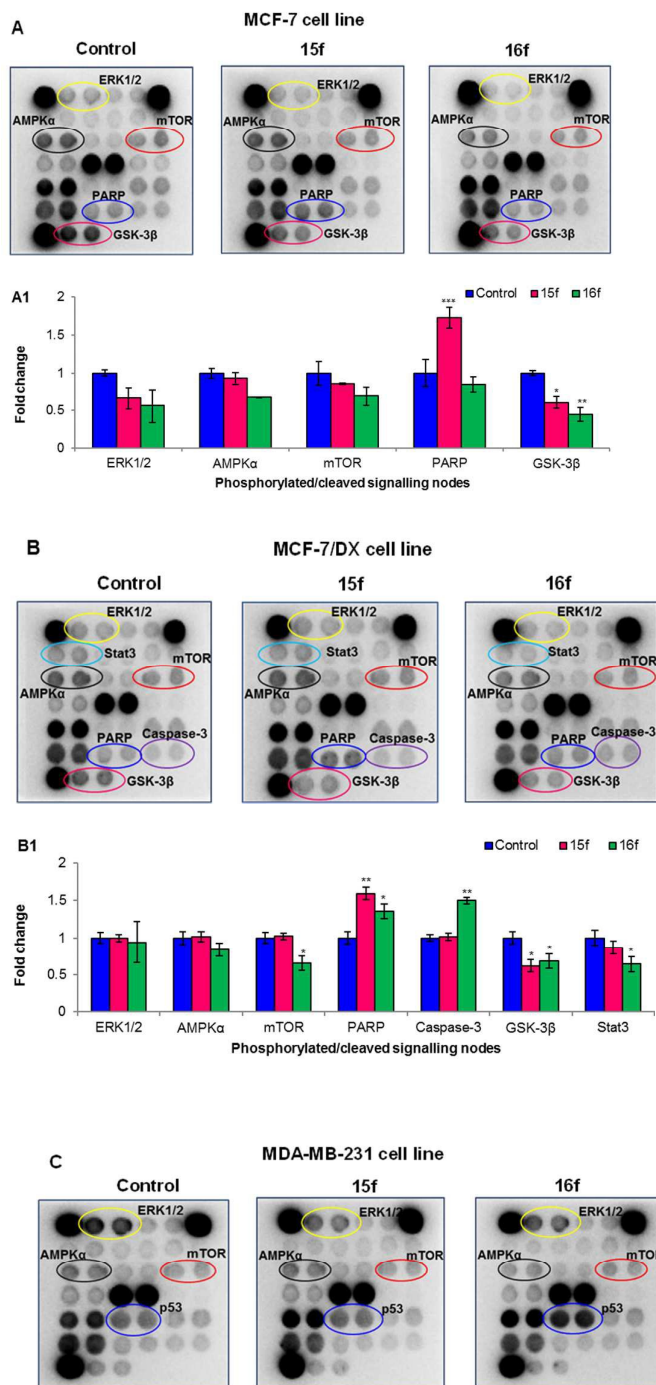 A
MCF-7 cell line
Control 15f 16f
ERK1/2 ERK1/2 ERK1/2
AMPKα mTOR AMPKα mTOR AMPKα mTOR
PARP PARP PARP
GSK-3β GSK-3β GSK-3β
A1
Control 15f 16f
2
1.5
1
0.5
0
Fold change
***
* **
ERK1/2 AMPKα mTOR PARP GSK-3β
Phosphorylated/cleaved signalling nodes
B
MCF-7/DX cell line
Control 15f 16f
ERK1/2 ERK1/2 ERK1/2
Stat3 Stat3 Stat3
mTOR mTOR mTOR
AMPKα AMPKα AMPKα
PARP Caspase-3 PARP Caspase-3 PARP Caspase-3
GSK-3β GSK-3β GSK-3β
B1
Control 15f 16f
2
1.5
1
0.5
0
Fold change
* ** * ** * * *
ERK1/2 AMPKα mTOR PARP Caspase-3 GSK-3β Stat3
Phosphorylated/cleaved signalling nodes
C
MDA-MB-231 cell line
Control 15f 16f
ERK1/2 ERK1/2 ERK1/2
AMPKα mTOR AMPKα mTOR AMPKα mTOR
p53 p53 p53